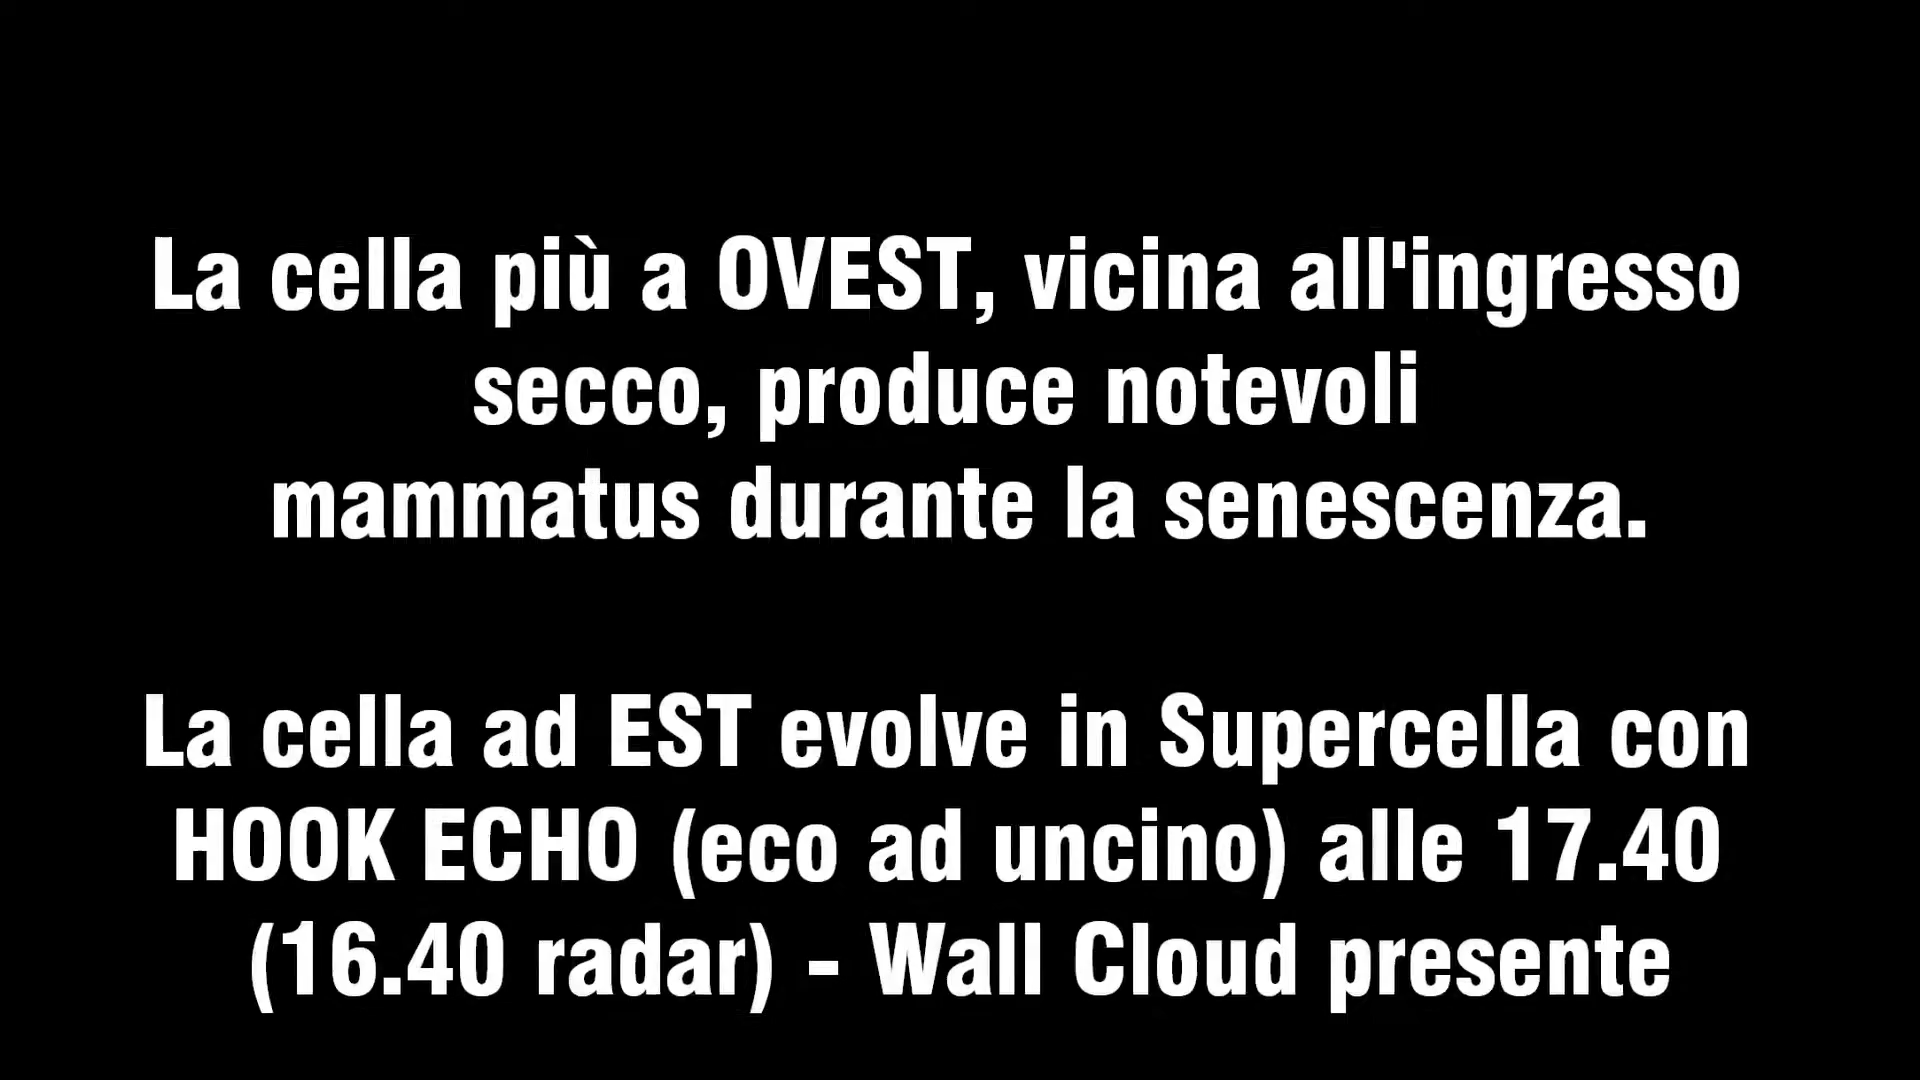 La cella più a OVEST, vicina all'ingresso
secco, produce notevoli
mammatus durante la senescenza.
La cella ad EST evolve in Supercella con
HOOK ECHO (eco ad uncino) alle 17.40
(16.40 radar) - Wall Cloud presente